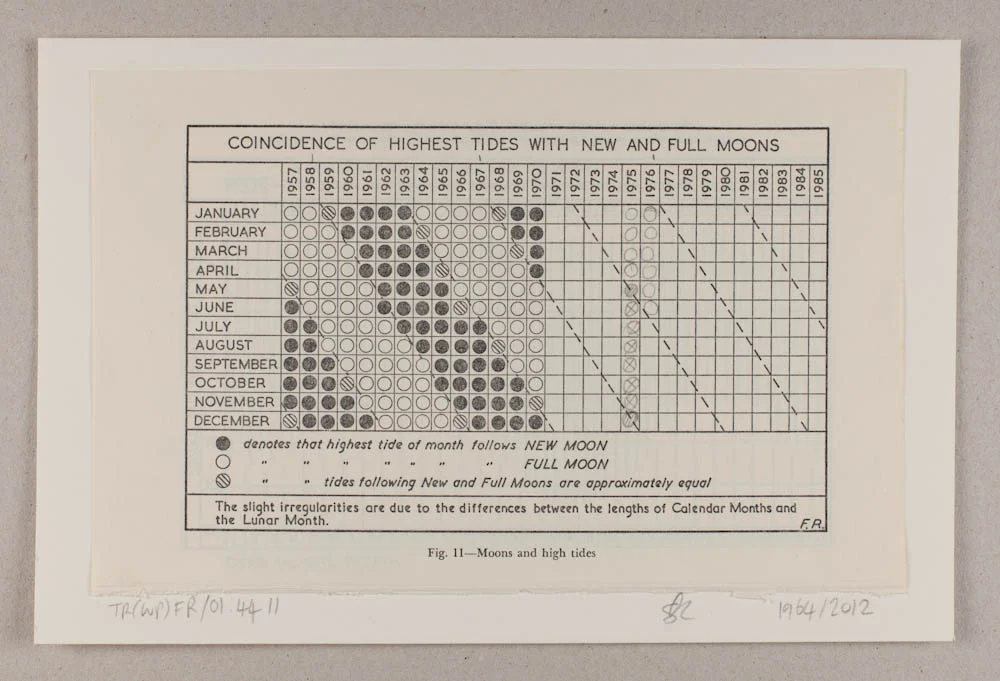 COINCIDENCE OF HIGHEST TIDES WITH NEW AND FULL MOONS
1957 1958 1959 1960 1961 1962 1963 1964 1965 1966 1967 1968 1969 1970 1971 1972 1973 1974 1975 1976 1977 1978 1979 1980 1981 1982 1983 1984 1985
JANUARY
FEBRUARY
MARCH
APRIL
MAY
JUNE
JULY
AUGUST
SEPTEMBER
OCTOBER
NOVEMBER
DECEMBER
denotes that highest tide of month follows NEW MOON
" " " " " " " FULL MOON
" " tides following New and Full Moons are approximately equal
The slight irregularities are due to the differences between the lengths of Calendar Months and
the Lunar Month.
F.R.
Fig. 11—Moons and high tides
TR(WP)FR/01.44 11
1964/2012